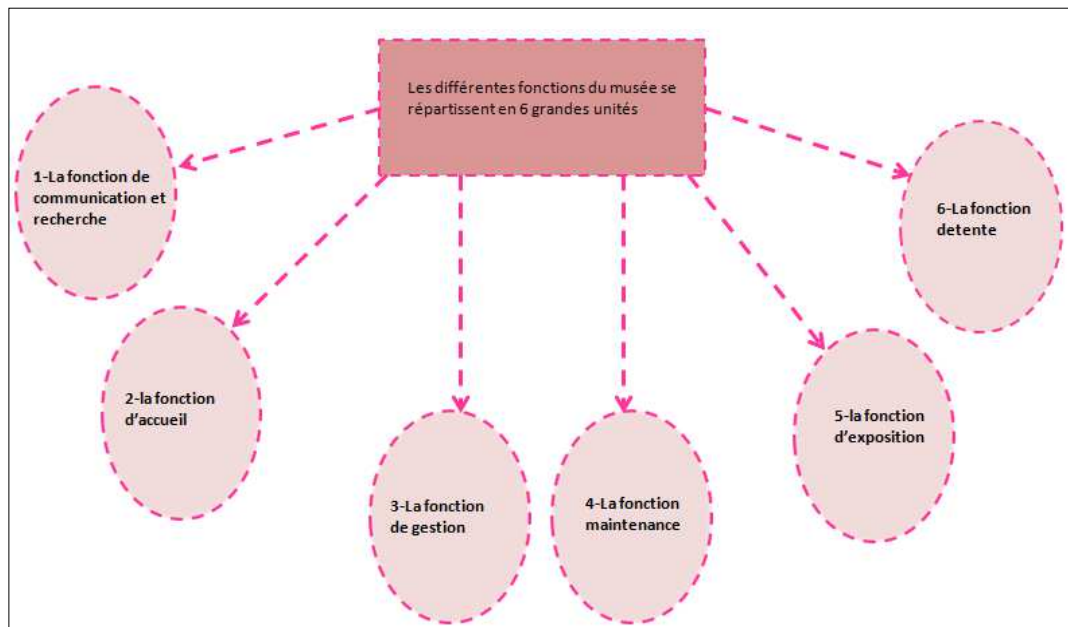 Les différentes fonctions du musée se
répartissent en 6 grandes unités
1-La fonction de
communication et
recherche
2-la fonction
d’accueil
3-La fonction
de gestion
4-La fonction
maintenance
5-la fonction
d’exposition
6-La fonction
detente